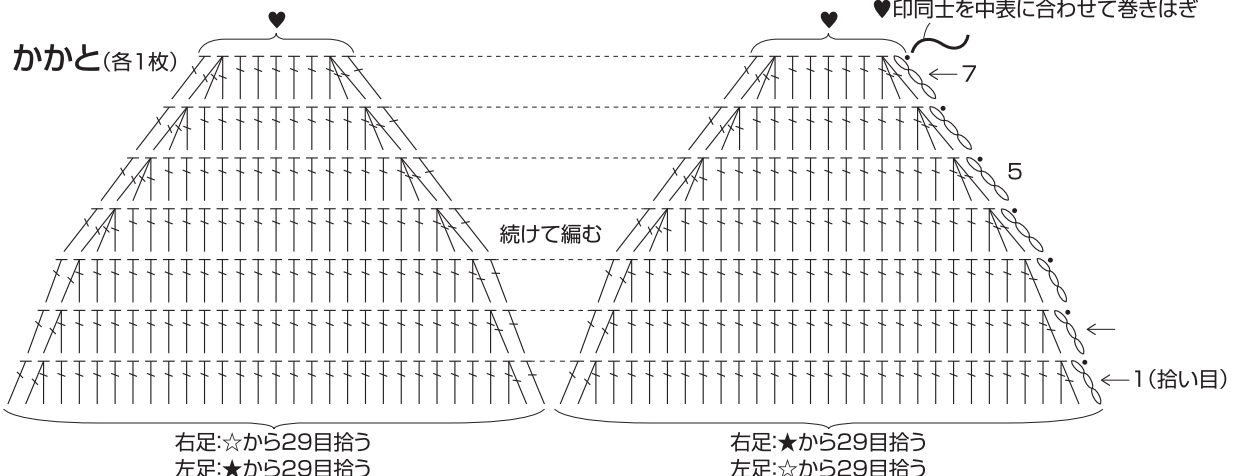 ♥印同士を中表に合わせて巻きはぎ
♥
♥
かかと(各1枚)
7
5
続けて編む
1(拾い目)
右足:☆から29目拾う
左足:★から29目拾う
右足:★から29目拾う
左足:☆から29目拾う